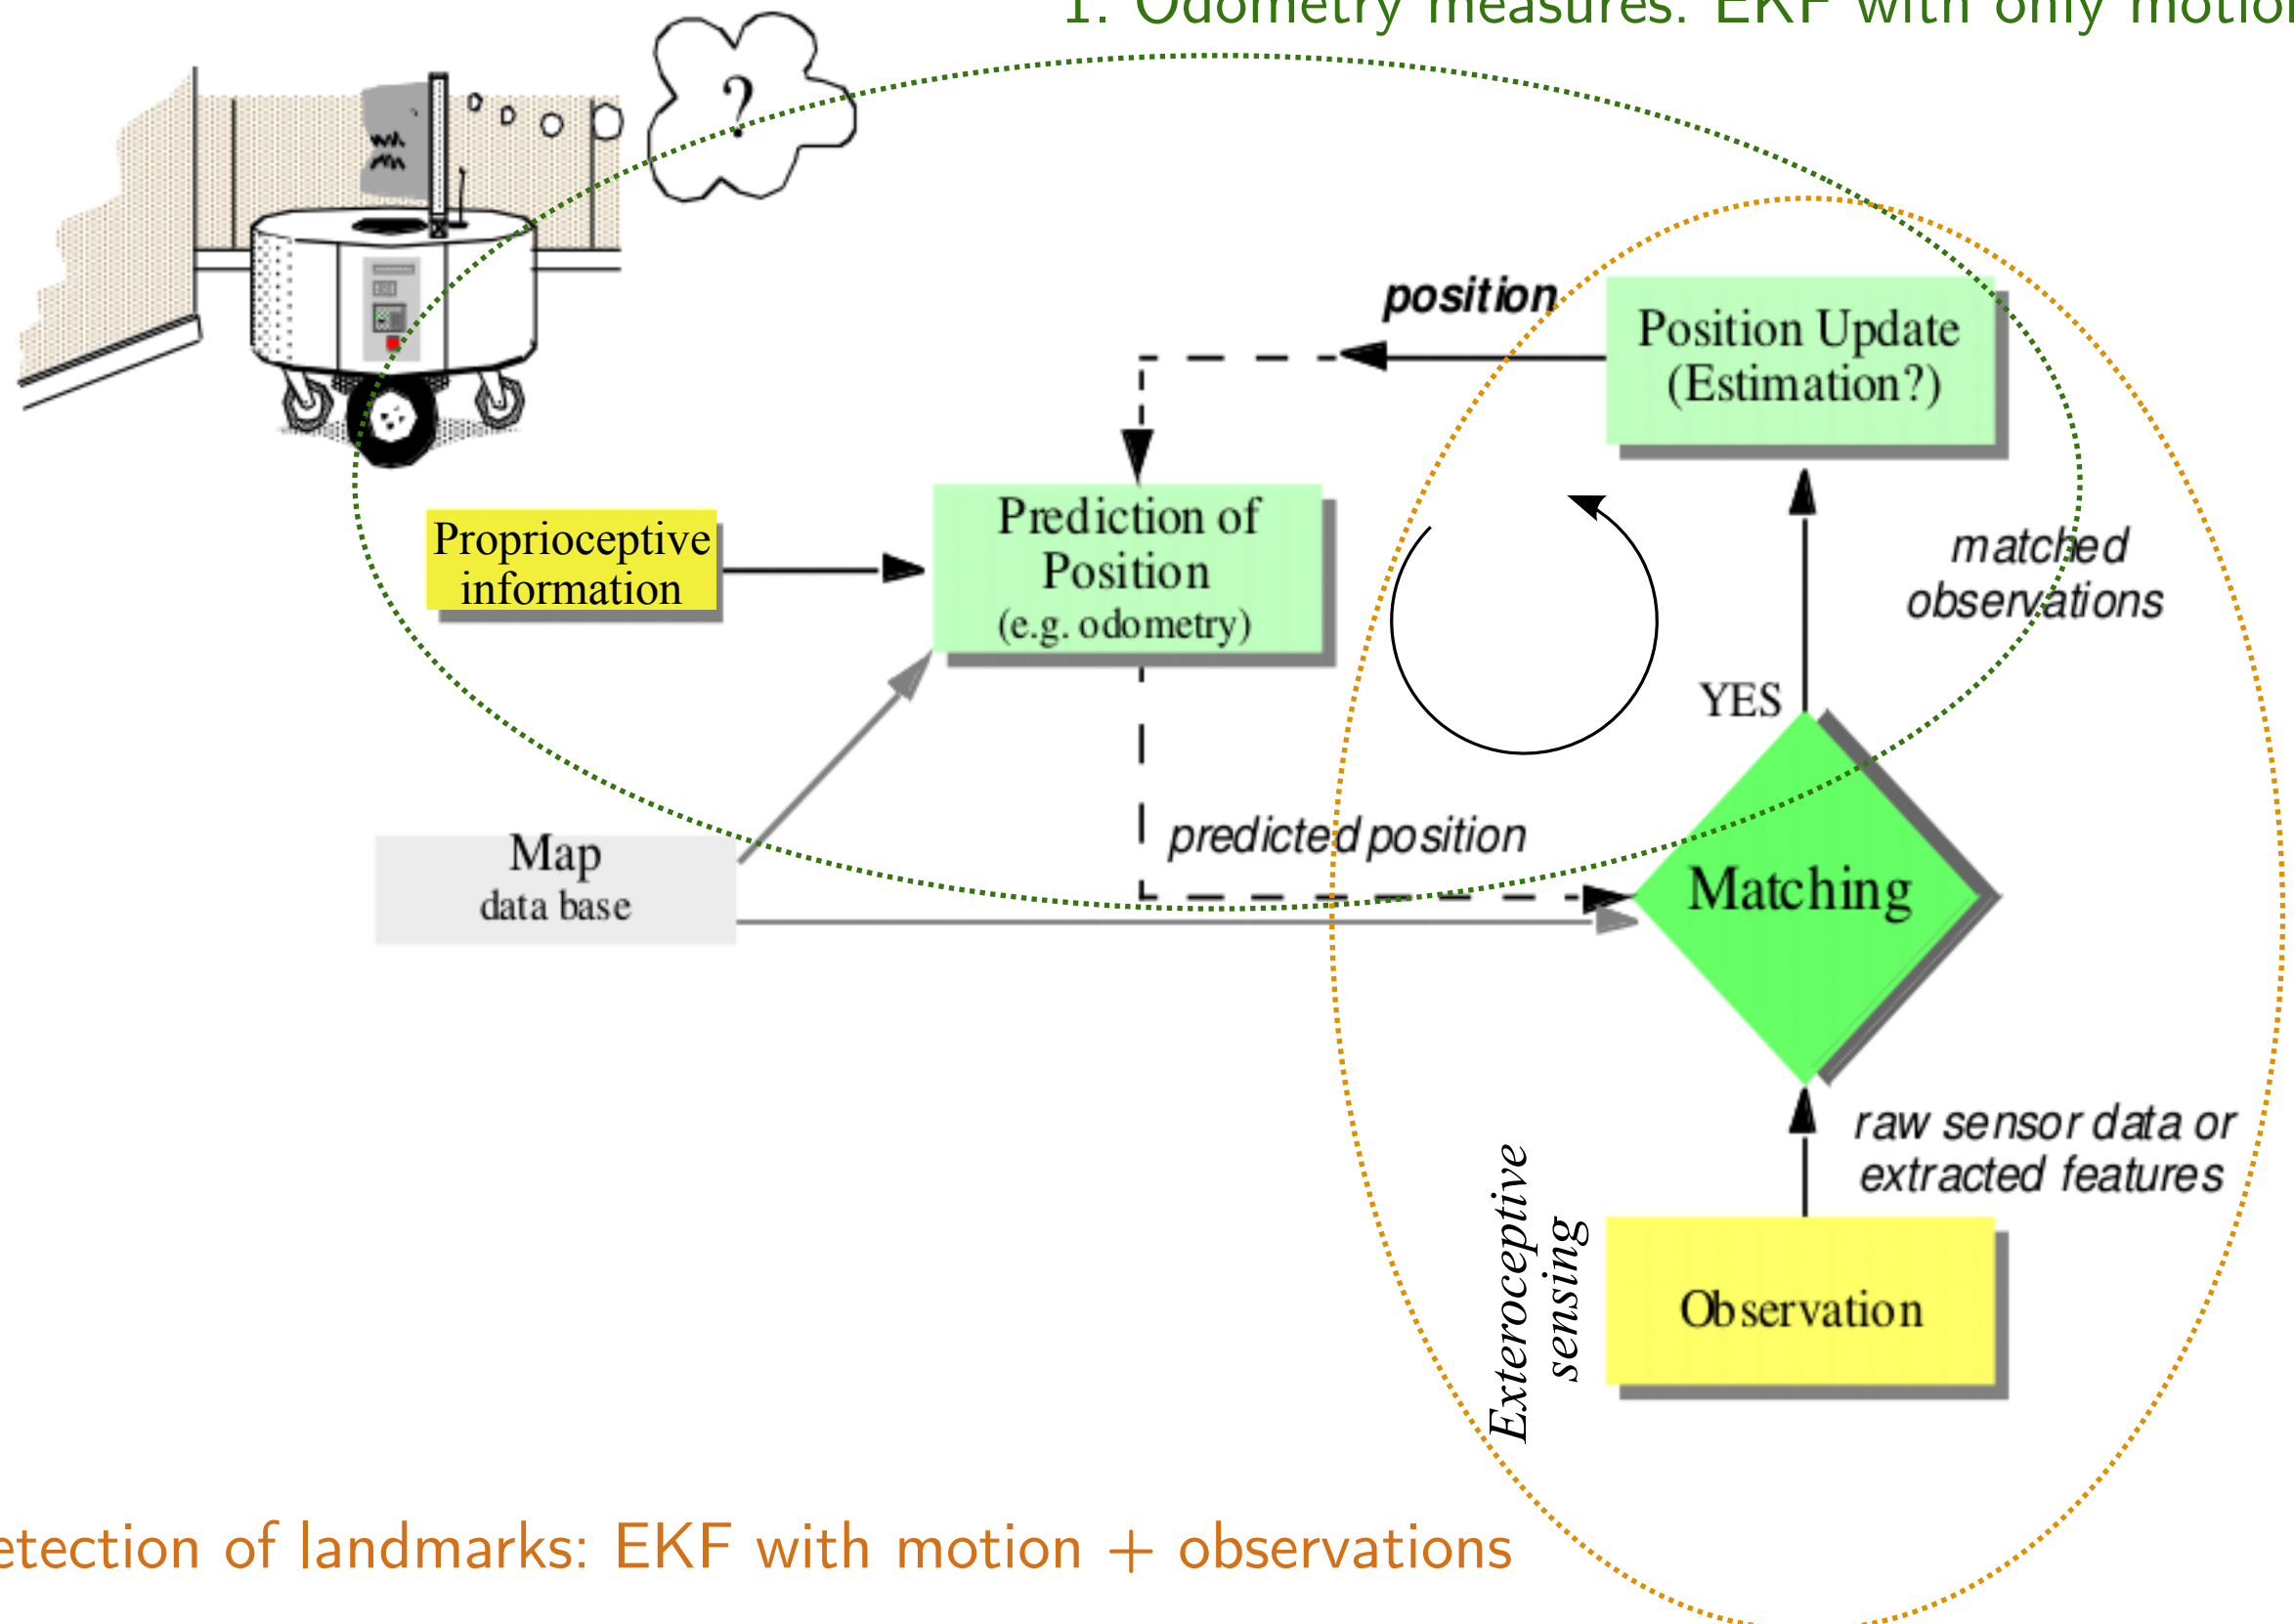 1. Odometry measures: EKF with only motion
?
position
Position Update
(Estimation?)
Proprioceptive
information
Prediction of
Position
(e.g. odometry)
matched
observations
YES
Map
data base
predicted position
Matching
raw sensor data or
extracted features
Exteroceptive
sensing
Observation
etection of landmarks: EKF with motion + observations